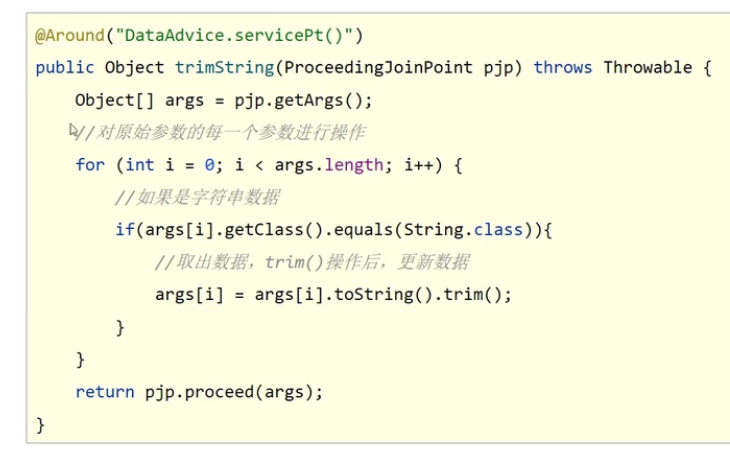 @Around("DataAdvice.servicePt()")
public Object trimString(ProceedingJoinPoint pjp) throws Throwable {
    Object[] args = pjp.getArgs();
    //对原始参数的每一个参数进行操作
    for (int i = 0; i < args.length; i++) {
        //如果是字符串数据
        if(args[i].getClass().equals(String.class)){
            //取出数据，trim()操作后，更新数据
            args[i] = args[i].toString().trim();
        }
    }
    return pjp.proceed(args);
}